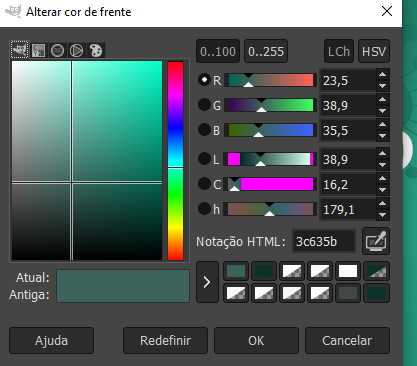 Alterar cor de frente
0..100 0..255 LCh HSV
R 23,5
G 38,9
B 35,5
L 38,9
C 16,2
h 179,1
Notação HTML: 3c635b
Atual:
Antiga:
Ajuda Redefinir OK Cancelar